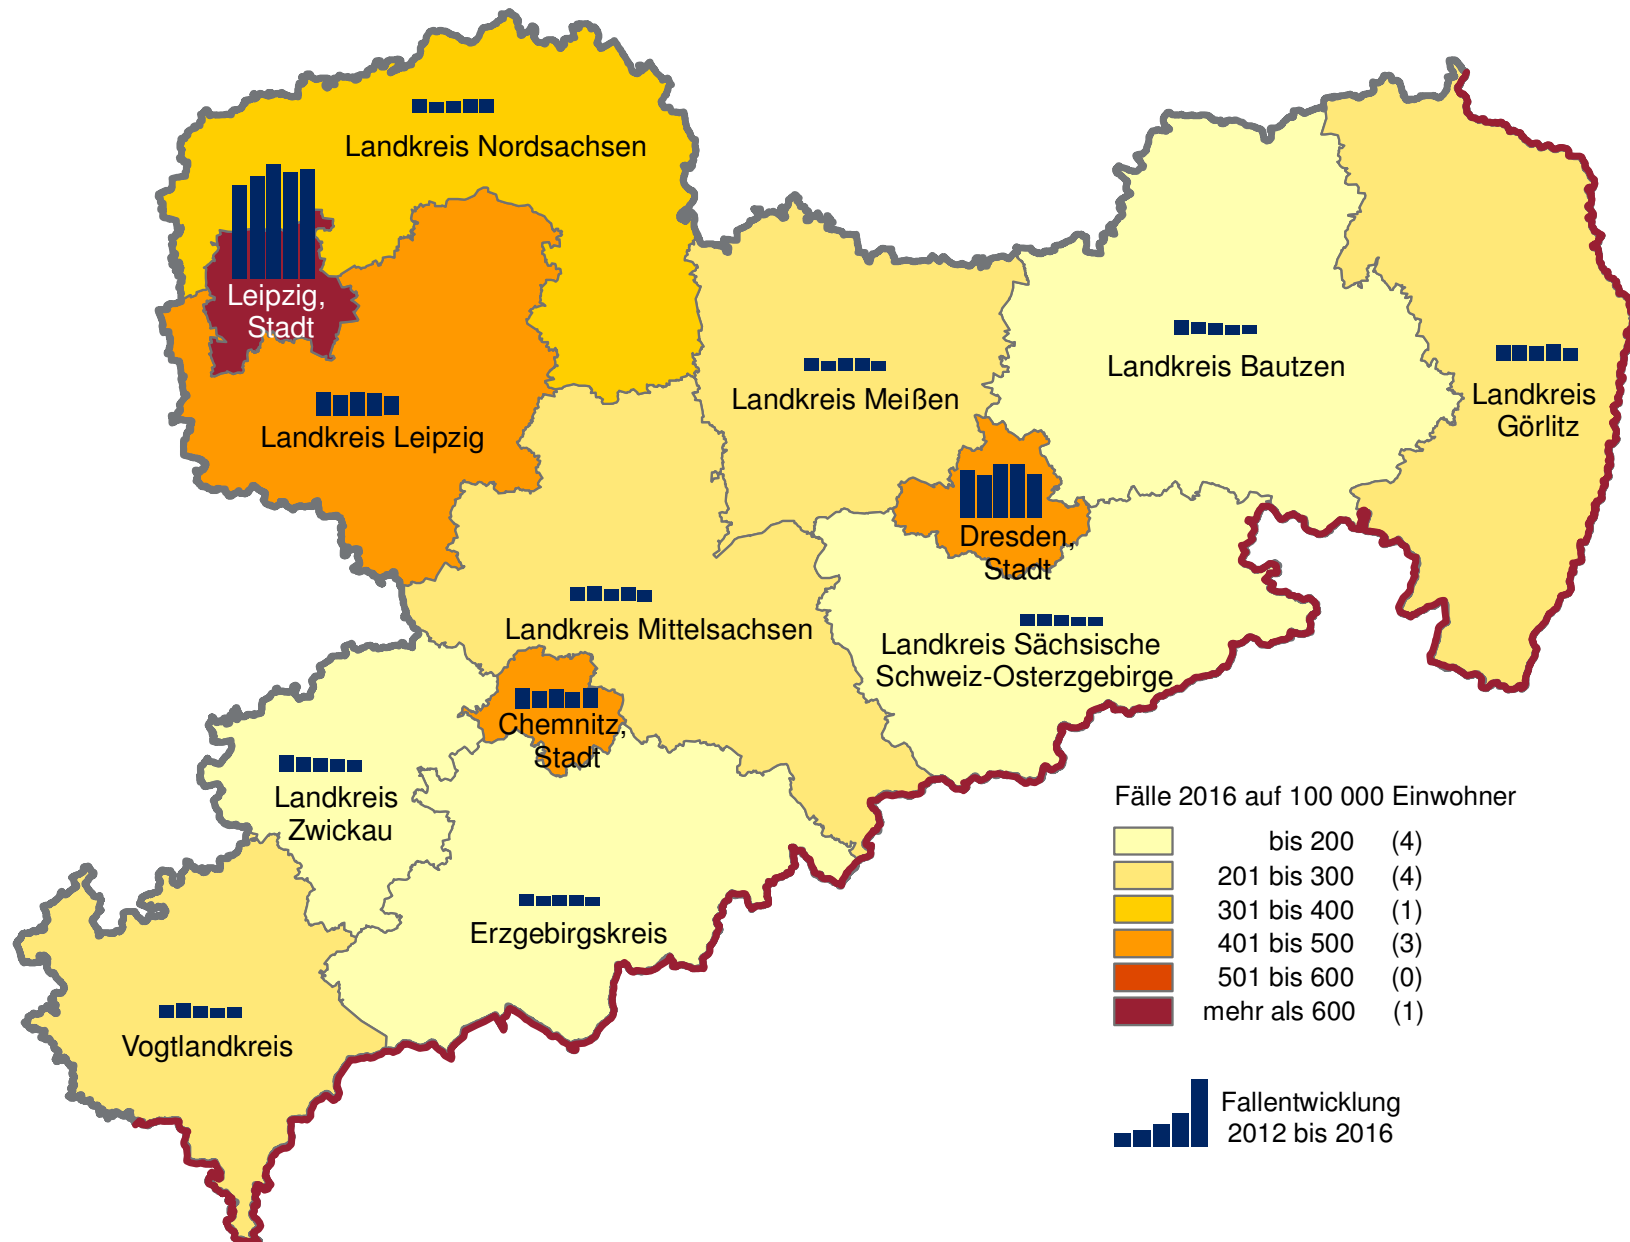 Landkreis Nordsachsen
Leipzig,
Stadt
Landkreis Leipzig
Landkreis Meißen
Landkreis Bautzen
Landkreis
Görlitz
Dresden,
Stadt
Landkreis Mittelsachsen
Landkreis Sächsische
Schweiz-Osterzgebirge
Chemnitz,
Stadt
Landkreis
Zwickau
Erzgebirgskreis
Vogtlandkreis
Fälle 2016 auf 100 000 Einwohner
bis 200 (4)
201 bis 300 (4)
301 bis 400 (1)
401 bis 500 (3)
501 bis 600 (0)
mehr als 600 (1)
Fallentwicklung
2012 bis 2016